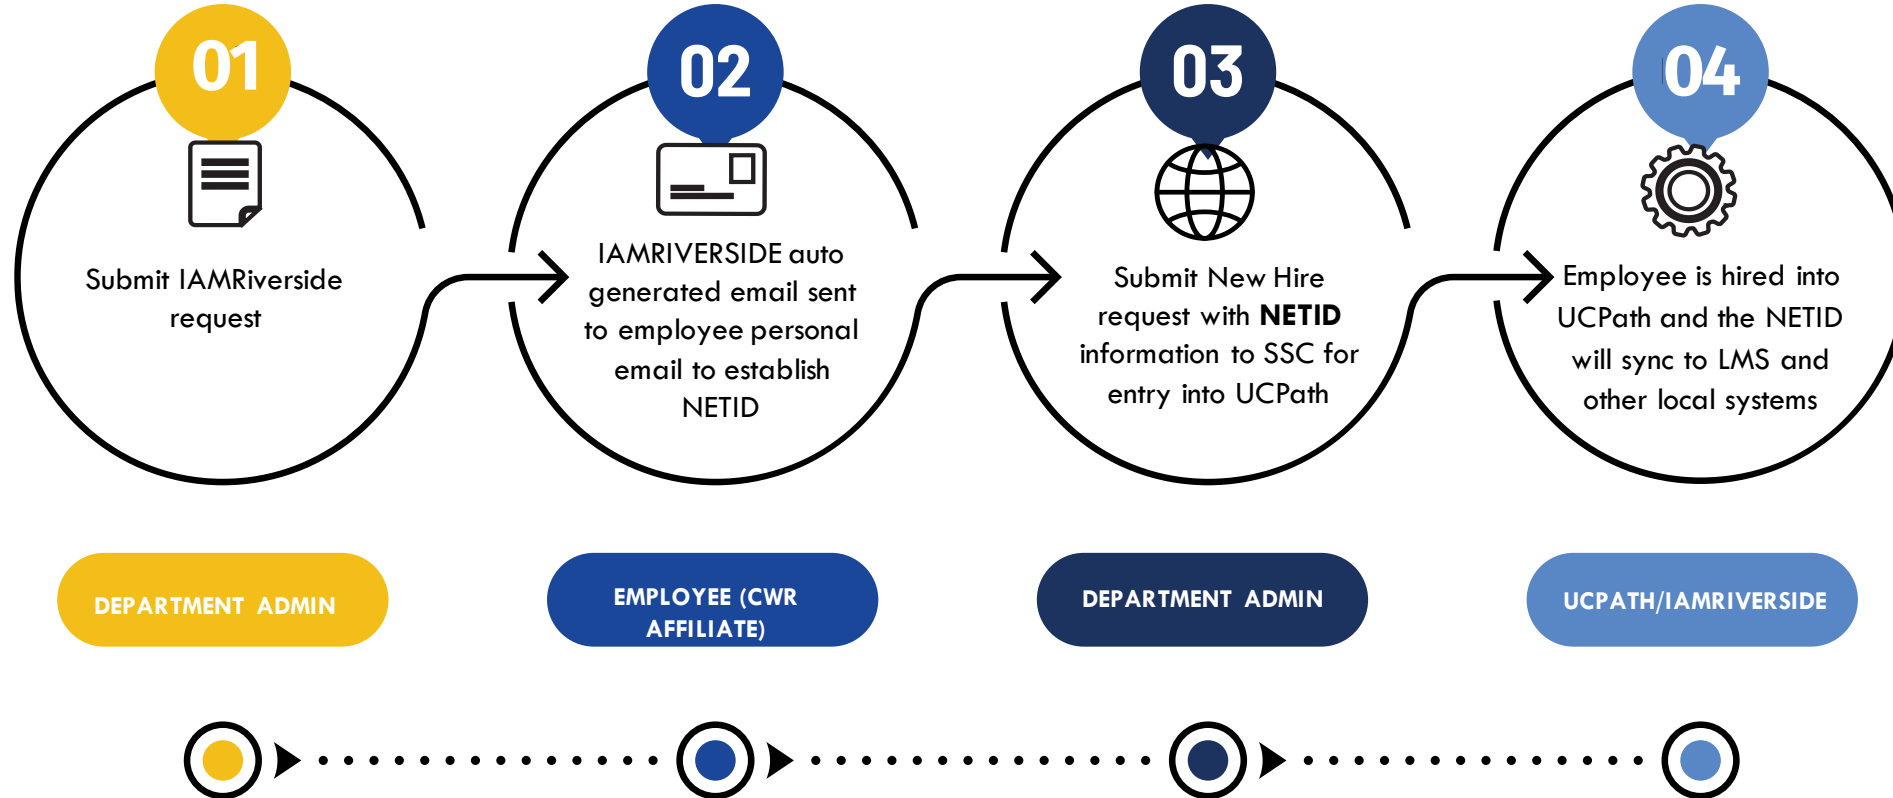 01
Submit IAMRiverside
request
DEPARTMENT ADMIN
02
IAMRIVERSIDE auto
generated email sent
to employee personal
email to establish
NETID
EMPLOYEE (CWR
AFFILIATE)
03
Submit New Hire
request with NETID
information to SSC for
entry into UCPath
DEPARTMENT ADMIN
04
Employee is hired into
UCPath and the NETID
will sync to LMS and
other local systems
UCPATH/IAMRIVERSIDE